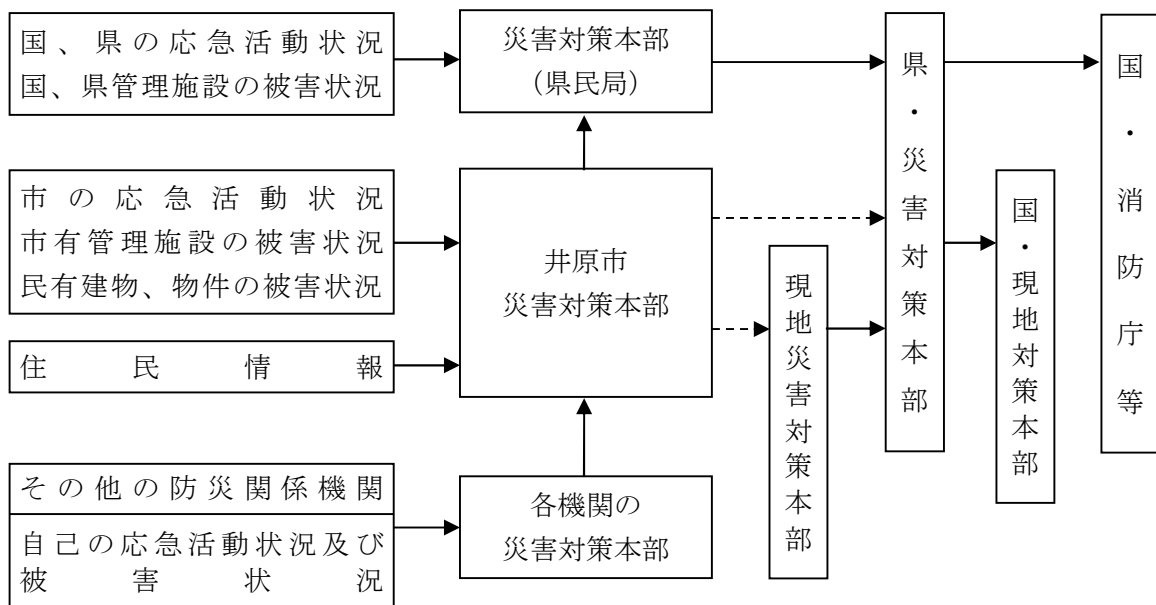 国、県の応急活動状況
国、県管理施設の被害状況
災害対策本部
（県民局）
市の応急活動状況
市有管理施設の被害状況
民有建物、物件の被害状況
住民情報
井原市
災害対策本部
その他の防災関係機関
自己の応急活動状況及び
被害状況
各機関の
災害対策本部
現地災害対策本部
県・災害対策本部
国・現地対策本部
国・消防庁等